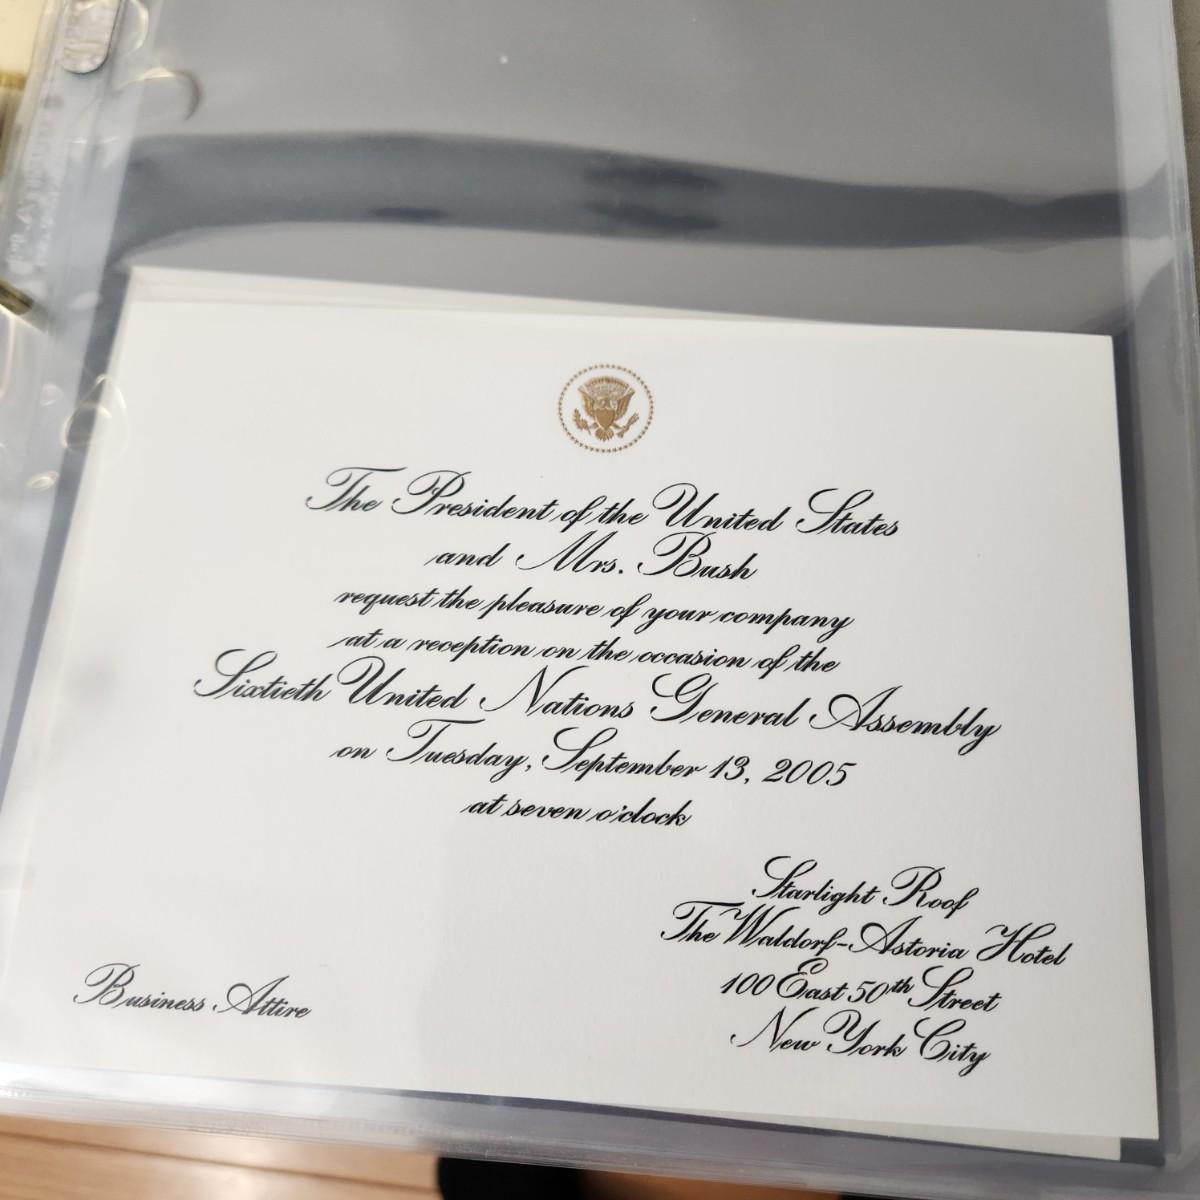 The President of the United States
and Mrs. Bush
request the pleasure of your company
at a reception on the occasion of the
Sixtieth United Nations General Assembly
on Tuesday, September 13, 2005
at seven o'clock
Starlight Roof
The Waldorf-Astoria Hotel
100 East 50th Street
New York City
Business Attire